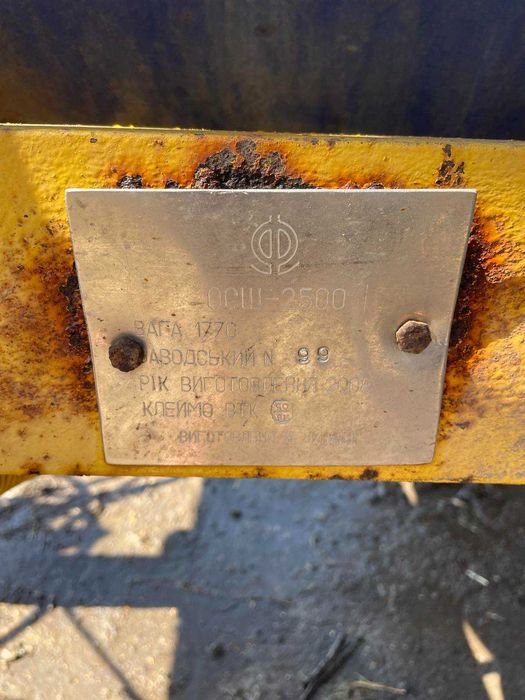 ОСШ-2500
ВАГА 1770
ЗАВОДСЬКИЙ N 99
РІК ВИГОТОВЛЕННЯ
КЛЕЙМО ВТК